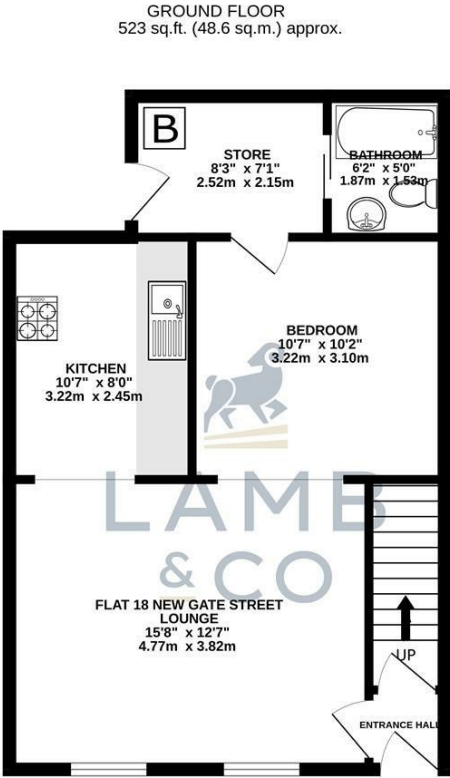 GROUND FLOOR
523 sq.ft. (48.6 sq.m.) approx.
B
STORE
8'3" x 7'1"
2.52m x 2.15m
BATHROOM
6'2" x 5'0"
1.87m x 1.53m
BEDROOM
10'7" x 10'2"
3.22m x 3.10m
KITCHEN
10'7" x 8'0"
3.22m x 2.45m
LAMB
& CO
FLAT 18 NEW GATE STREET
LOUNGE
15'8" x 12'7"
4.77m x 3.82m
UP
ENTRANCE HALL